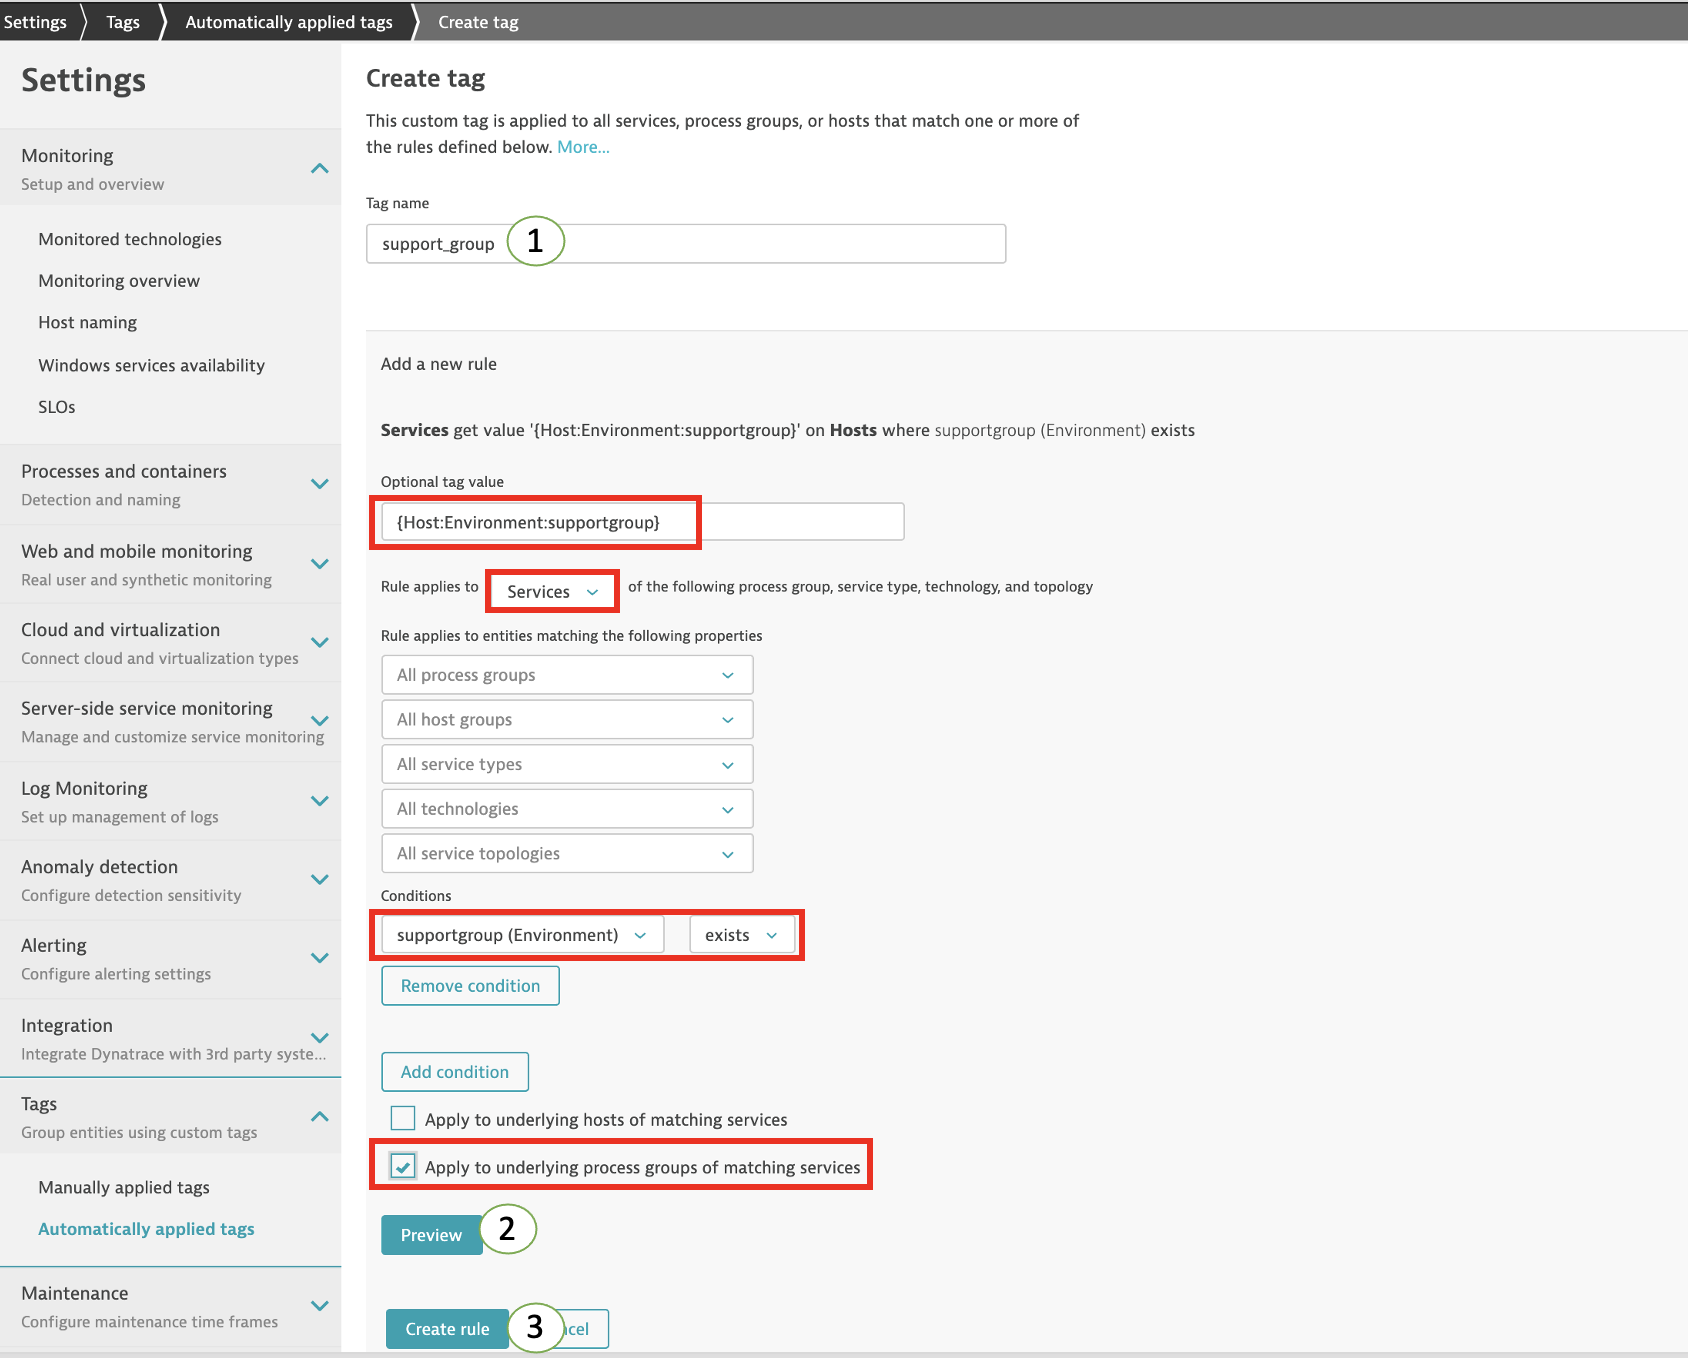 Settings Tags Automatically applied tags Create tag
Settings
Monitoring
Setup and overview
Monitored technologies
Monitoring overview
Host naming
Windows services availability
SLOs
Processes and containers
Detection and naming
Web and mobile monitoring
Real user and synthetic monitoring
Cloud and virtualization
Connect cloud and virtualization types
Server-side service monitoring
Manage and customize service monitoring
Log Monitoring
Set up management of logs
Anomaly detection
Configure detection sensitivity
Alerting
Configure alerting settings
Integration
Integrate Dynatrace with 3rd party syste...
Tags
Group entities using custom tags
Manually applied tags
Automatically applied tags
Maintenance
Configure maintenance time frames
Create tag
This custom tag is applied to all services, process groups, or hosts that match one or more of
the rules defined below. More...
Tag name
support_group 1
Add a new rule
Services get value '{Host:Environment:supportgroup}' on Hosts where supportgroup (Environment) exists
Optional tag value
{Host:Environment:supportgroup}
Rule applies to Services of the following process group, service type, technology, and topology
Rule applies to entities matching the following properties
All process groups
All host groups
All service types
All technologies
All service topologies
Conditions
supportgroup (Environment) exists
Remove condition
Add condition
Apply to underlying hosts of matching services
Apply to underlying process groups of matching services
Preview 2
Create rule 3 cel